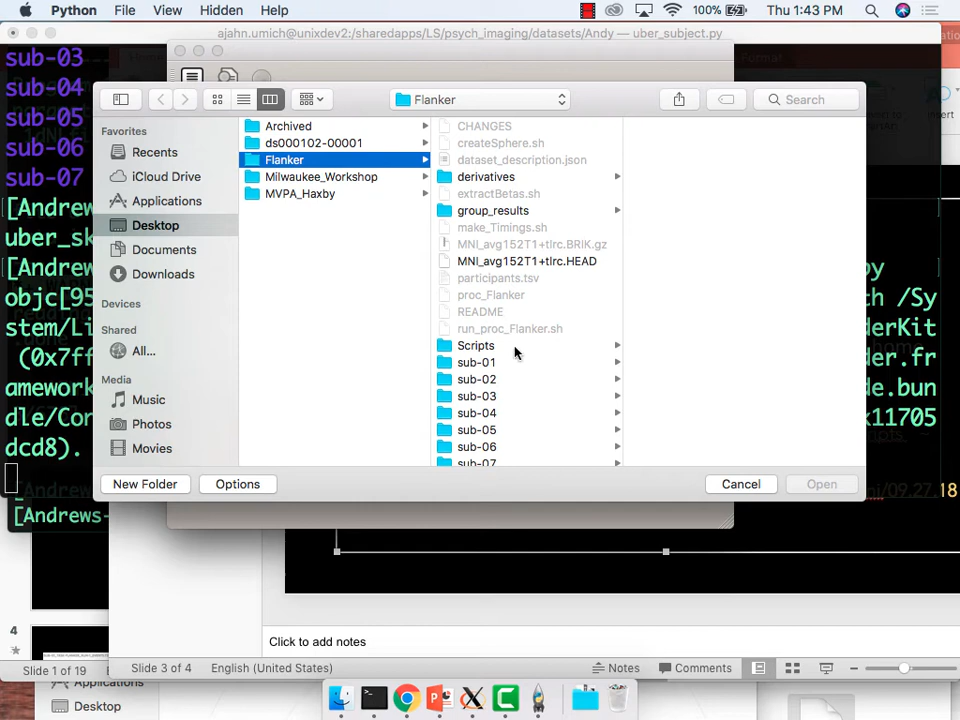 Python File View Hidden Help 100% Thu 1:43 PM
ajahn.umich@unixdev2:/sharedapps/LS/psych_imaging/datasets/Andy — uber_subject.py
sub-03
sub-04
sub-05
sub-06
sub-07
[Andrew
uber_sk
[Andrew
objc[95
stem/Li
(0x7ff
amework
dle/Con
dcd8).
[Andrews-
by
th /Sy
derKit
der.fr
de.bun
k11705
ni/09.27.18
Insert
Flanker
Search
Favorites
Recents
iCloud Drive
Applications
Desktop
Documents
Downloads
Devices
Shared
All...
Media
Music
Photos
Movies
Archived
ds000102-00001
Flanker
Milwaukee_Workshop
MVPA_Haxby
CHANGES
createSphere.sh
dataset_description.json
derivatives
extractBetas.sh
group_results
make_Timings.sh
MNI_avg152T1+tlrc.BRIK.gz
MNI_avg152T1+tlrc.HEAD
participants.tsv
proc_Flanker
README
run_proc_Flanker.sh
Scripts
sub-01
sub-02
sub-03
sub-04
sub-05
sub-06
sub-07
New Folder Options Cancel Open
4
Click to add notes
Slide 1 of 19 Slide 3 of 4 English (United States) Notes Comments
Applications
Desktop